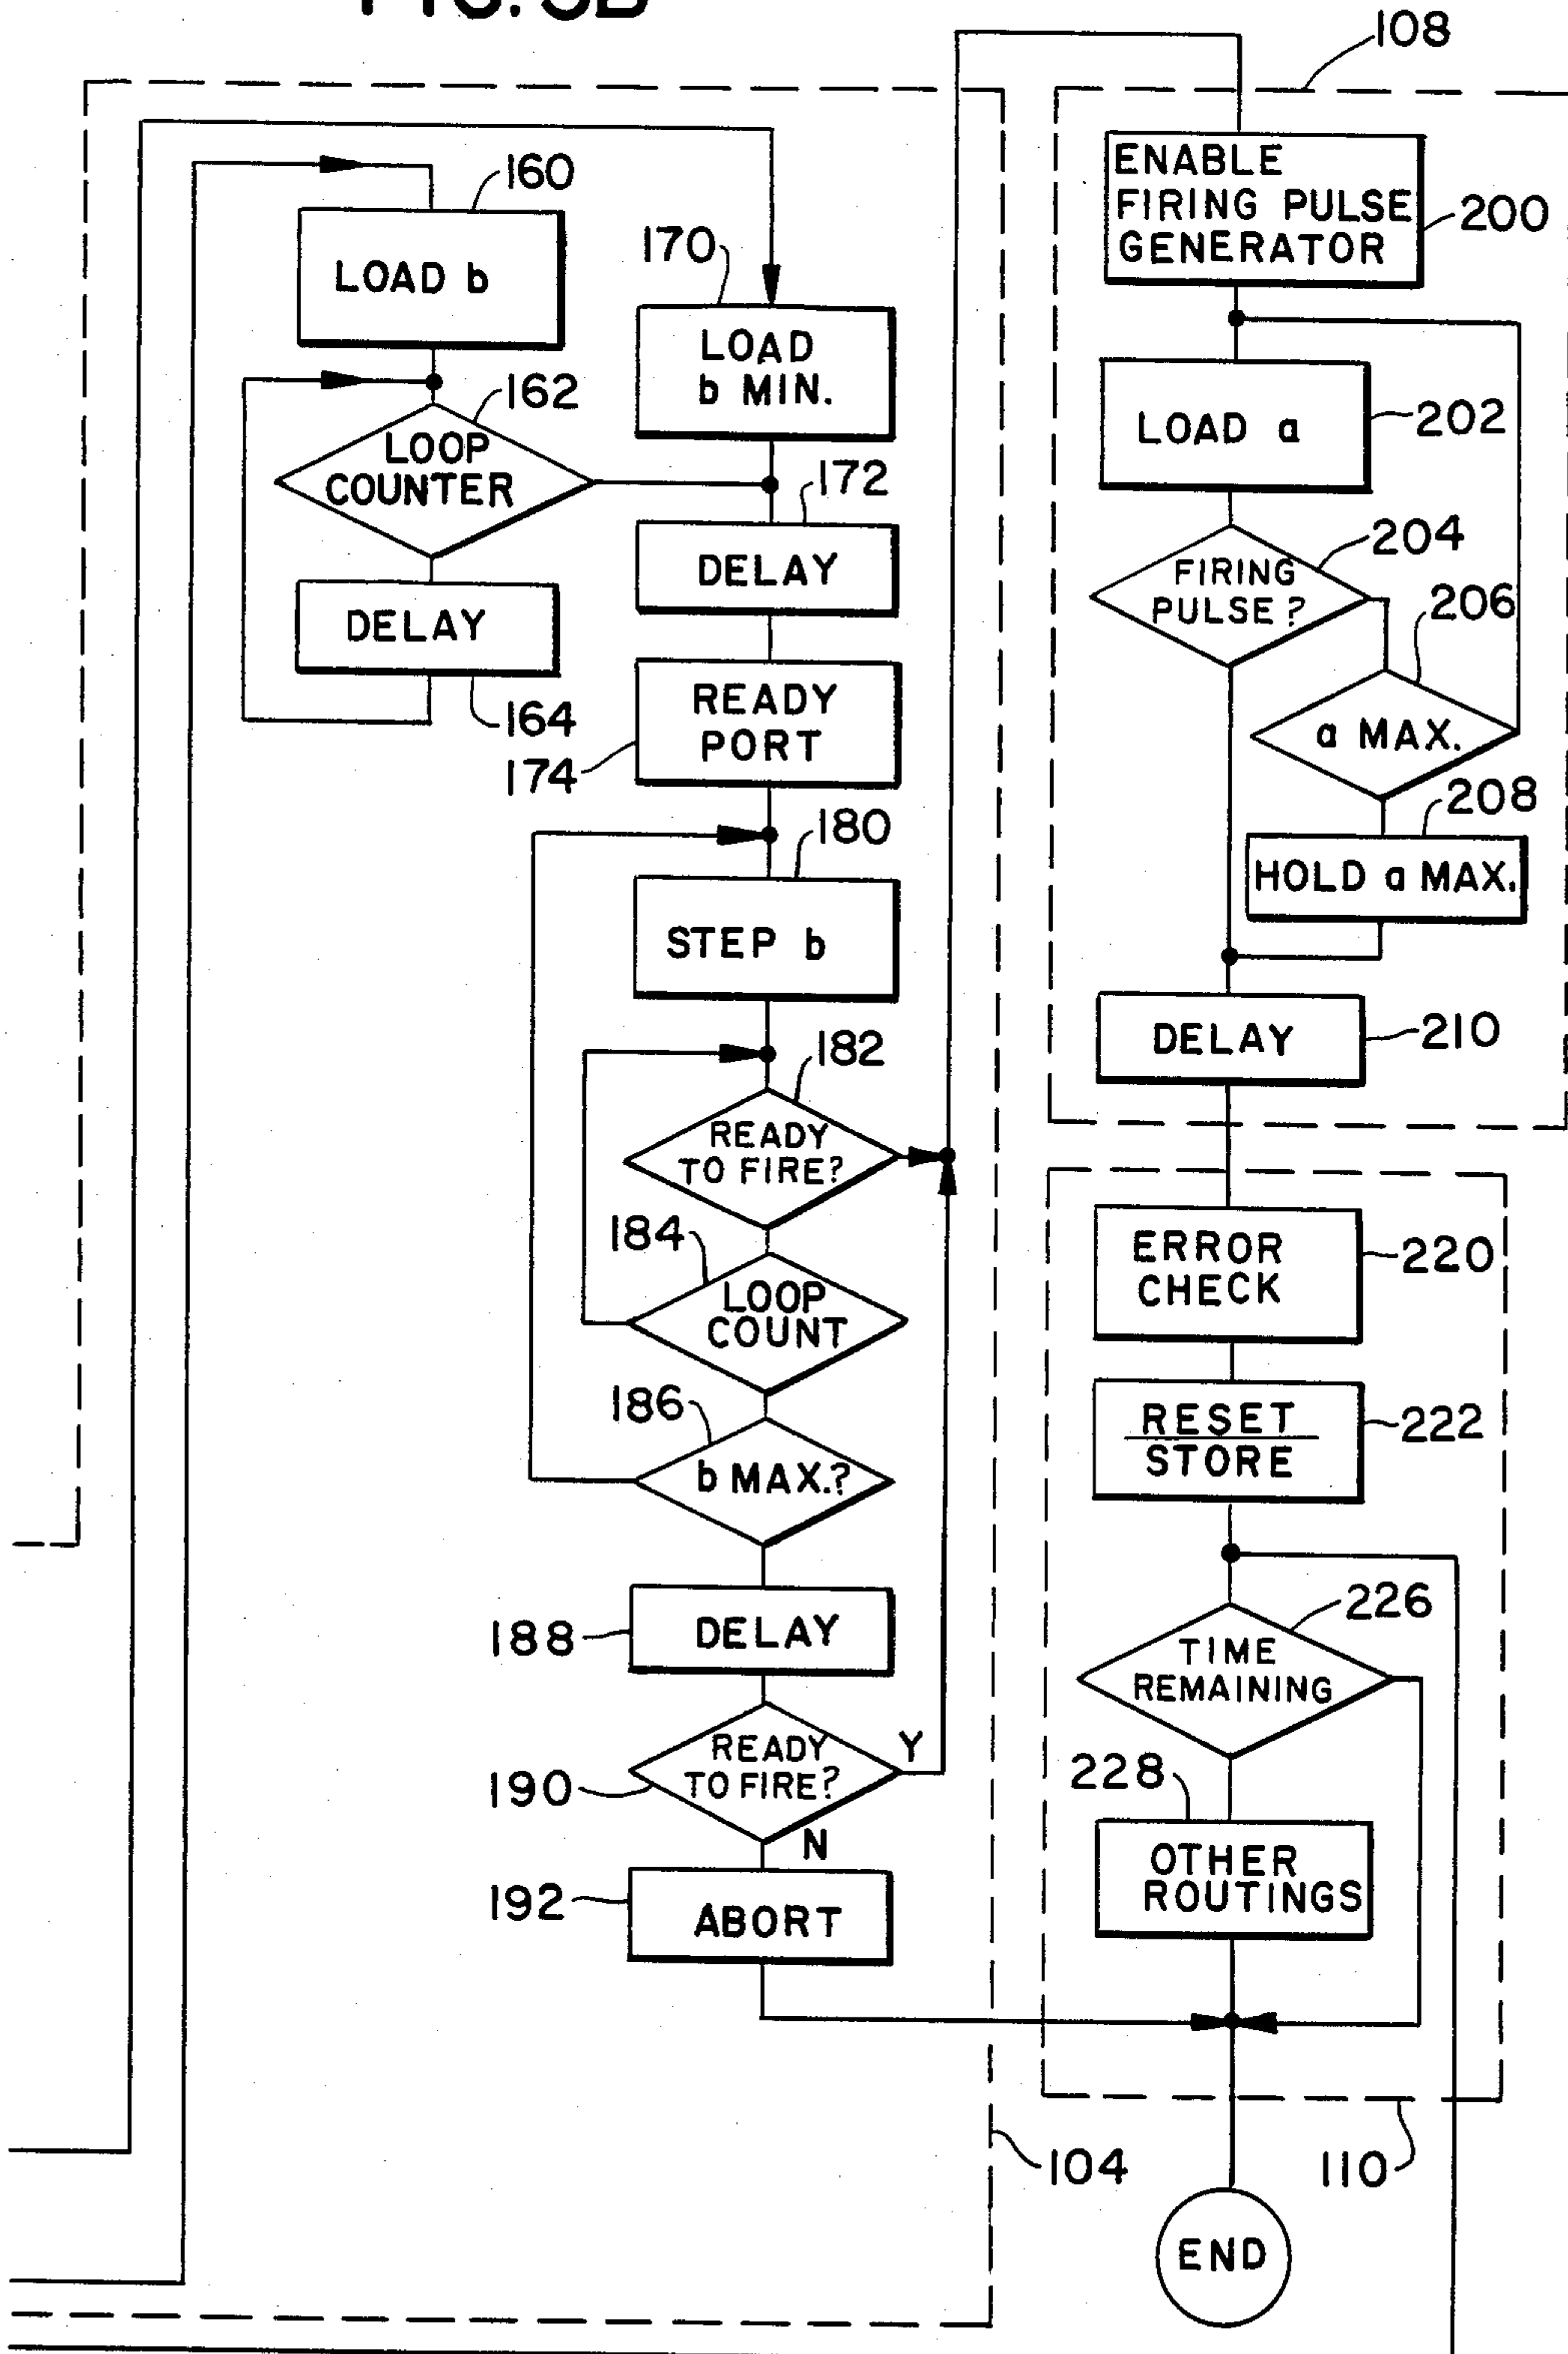 108
160
LOAD b
162
LOOP
COUNTER
DELAY
164
170
LOAD
b MIN.
172
DELAY
READY
PORT
174
180
STEP b
182
READY
TO FIRE?
184
LOOP
COUNT
186
b MAX.?
188
DELAY
190
READY
TO FIRE?
Y
N
192
ABORT
104
ENABLE
FIRING PULSE
GENERATOR
200
LOAD a
202
204
FIRING
PULSE?
206
a MAX.
208
HOLD a MAX.
DELAY
210
ERROR
CHECK
220
RESET
STORE
222
226
TIME
REMAINING
228
OTHER
ROUTINGS
110
END